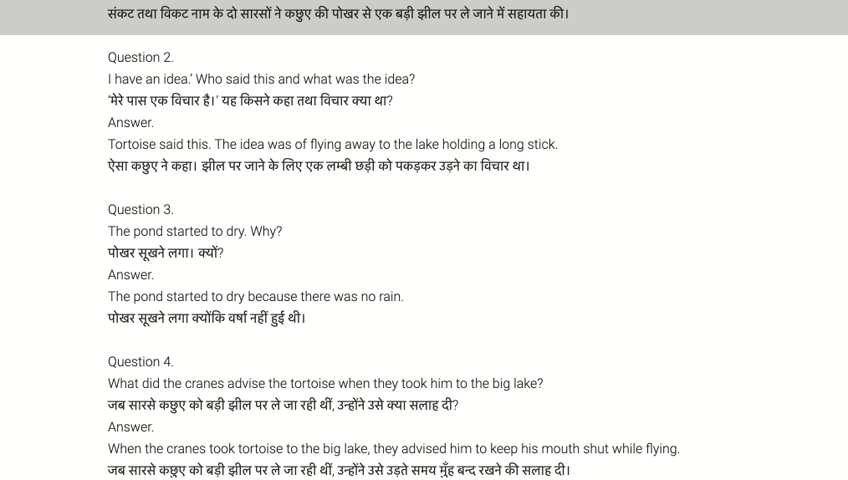 संकट तथा विकट नाम के दो सारसों ने कछुए की पोखर से एक बड़ी झील पर ले जाने में सहायता की।
Question 2.
I have an idea.’ Who said this and what was the idea?
‘मेरे पास एक विचार है।’ यह किसने कहा तथा विचार क्या था?
Answer.
Tortoise said this. The idea was of flying away to the lake holding a long stick.
ऐसा कछुए ने कहा। झील पर जाने के लिए एक लम्बी छड़ी को पकड़कर उड़ने का विचार था।
Question 3.
The pond started to dry. Why?
पोखर सूखने लगा। क्यों?
Answer.
The pond started to dry because there was no rain.
पोखर सूखने लगा क्योंकि वर्षा नहीं हुई थी।
Question 4.
What did the cranes advise the tortoise when they took him to the big lake?
जब सारसे कछुए को बड़ी झील पर ले जा रही थीं, उन्होंने उसे क्या सलाह दी?
Answer.
When the cranes took tortoise to the big lake, they advised him to keep his mouth shut while flying.
जब सारसे कछुए को बड़ी झील पर ले जा रही थीं, उन्होंने उसे उड़ते समय मुँह बन्द रखने की सलाह दी।